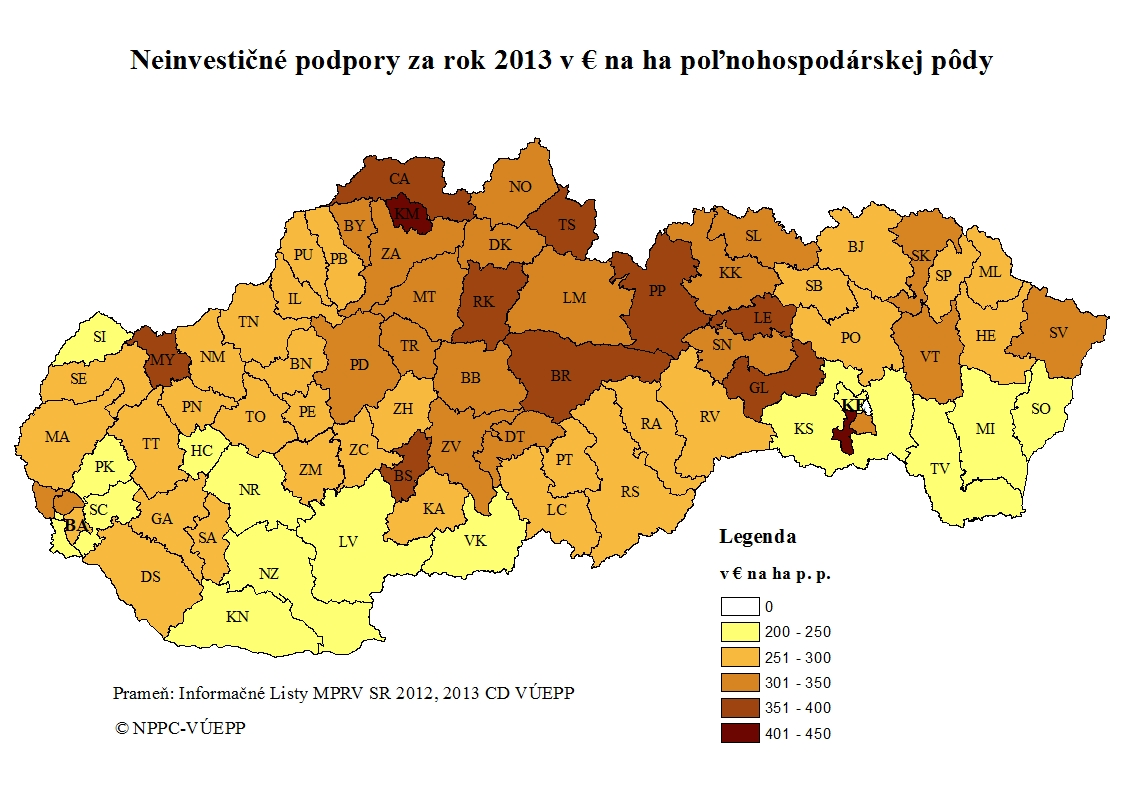 Neinvestičné podpory za rok 2013 v € na ha poľnohospodárskej pôdy
CA
NO
KM
TS
BY
PU
PB
ZA
DK
SL
BJ
SK
KK
SP
ML
IL
MT
RK
LM
PP
SB
TN
LE
SI
PO
HE
SV
MY
NM
BN
PD
TR
SN
VT
SE
BB
BR
GL
PN
TO
PE
ZH
RA
RV
KE
SO
MA
TT
HC
ZC
ZV
DT
KS
MI
PK
ZM
BS
PT
TV
NR
RS
SC
GA
KA
LC
BA
SA
LV
VK
DS
NZ
KN
Legenda
v € na ha p. p.
0
200 - 250
251 - 300
301 - 350
351 - 400
401 - 450
Prameň: Informačné Listy MPRV SR 2012, 2013 CD VÚEPP
© NPPC-VÚEPP